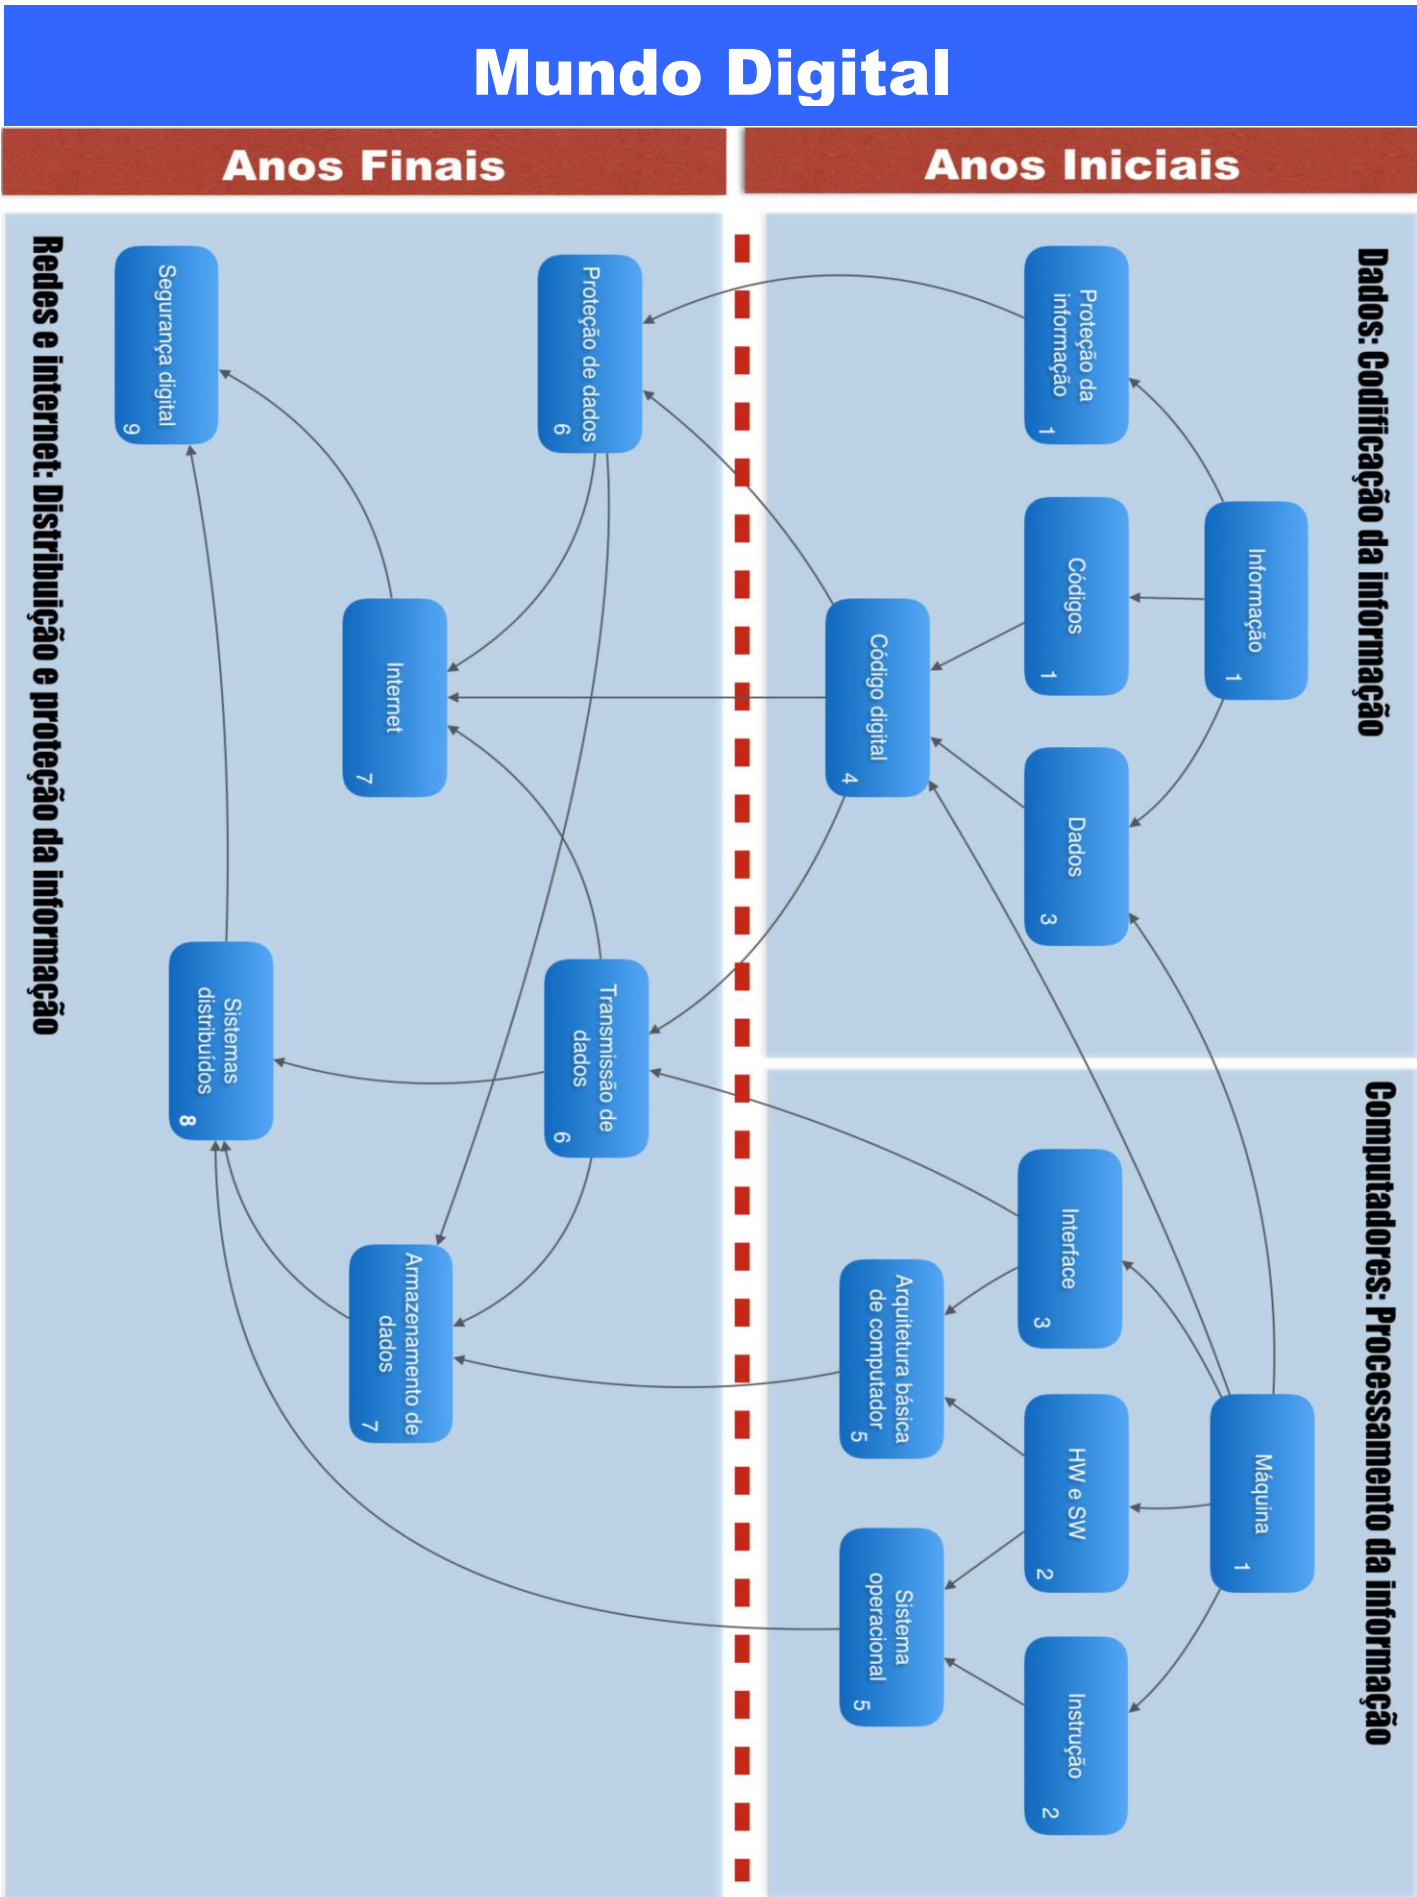 Mundo Digital
Anos Finais
Anos Iniciais
Dados: Codificação da informação
Informação
1
Proteção da
informação
1
Códigos
1
Dados
3
Código digital
4
Computadores: Processamento da informação
Máquina
1
Interface
3
HW e SW
2
Instrução
2
Arquitetura básica
de computador
5
Sistema
operacional
5
Proteção de dados
6
Transmissão de
dados
6
Internet
7
Armazenamento de
dados
7
Sistemas
distribuídos
8
Segurança digital
9
Redes e internet: Distribuição e proteção da informação